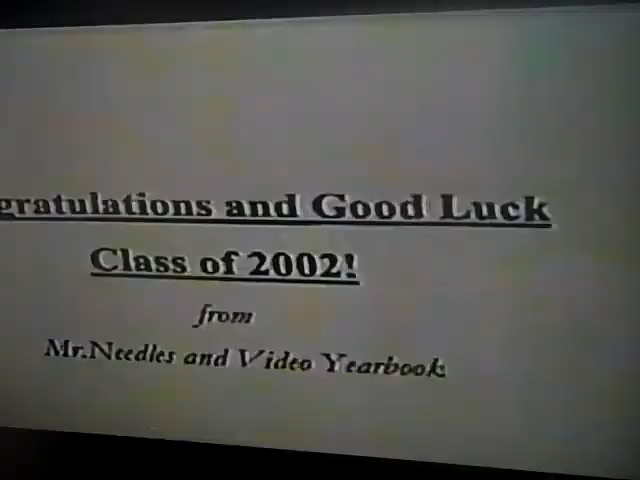 gratulations and Good Luck
Class of 2002!
from
Mr.Needles and Video Yearbook